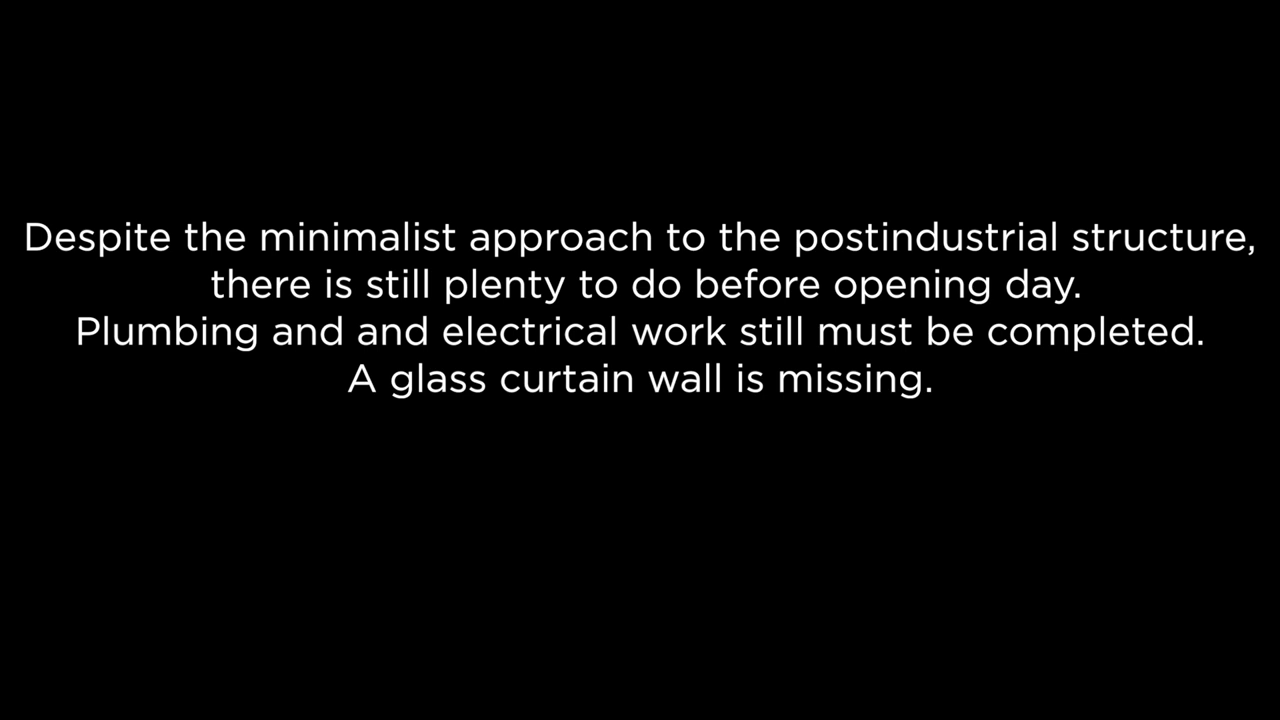 Despite the minimalist approach to the postindustrial structure,
there is still plenty to do before opening day.
Plumbing and and electrical work still must be completed.
A glass curtain wall is missing.